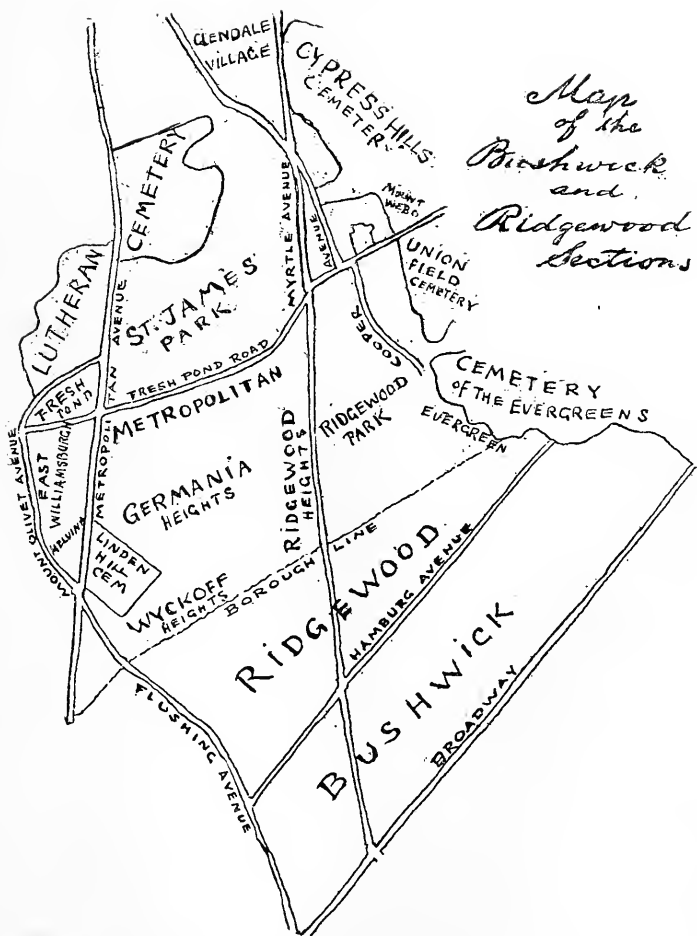 Map
of the
Bushwick
and
Ridgewood
Sections
GLENDALE
VILLAGE
CYPRESS HILLS
CEMETERY
CEMETERY
LUTHERAN
METROPOLITAN AVENUE
ST. JAMES
PARK
MYRTLE AVENUE
AVENUE
COOPER
MOUNT
NEBO
UNION
FIELD
CEMETERY
CEMETERY
OF THE EVERGREENS
EVERGREEN
FRESH POND ROAD
FRESH
POND
METROPOLITAN
RIDGEWOOD
PARK
RIDGEWOOD
HEIGHTS
GERMANIA
HEIGHTS
EAST
WILLIAMSBURGH
MELVINA
MOUNT OLIVET AVENUE
METROPOLI
LINDEN
HILL
CEM
WYCKOFF
HEIGHTS
BOROUGH LINE
RIDGEWOOD
HAMBURG AVENUE
BUSHWICK
BROADWAY
FLUSHING AVENUE